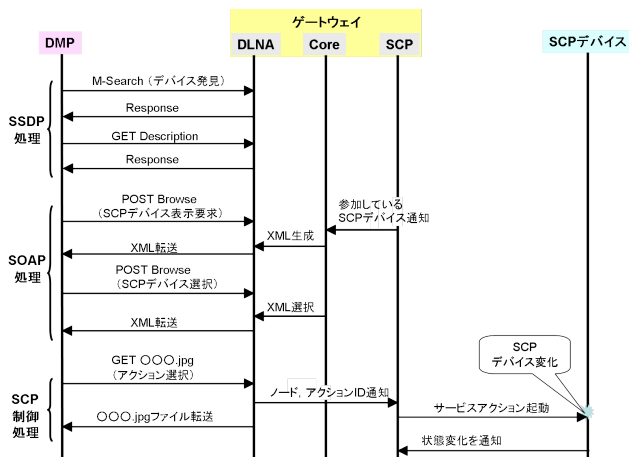 ゲートウェイ
DMP
DLNA
Core
SCP
SCPデバイス
M-Search（デバイス発見）
Response
SSDP
処理
GET Description
Response
POST Browse
（SCPデバイス表示要求）
参加している
SCPデバイス通知
XML生成
XML転送
SOAP
処理
POST Browse
（SCPデバイス選択）
XML選択
XML転送
SCP
デバイス変化
GET 〇〇〇.jpg
（アクション選択）
ノード，アクションID通知
SCP
制御
処理
サービスアクション起動
〇〇〇.jpgファイル転送
状態変化を通知